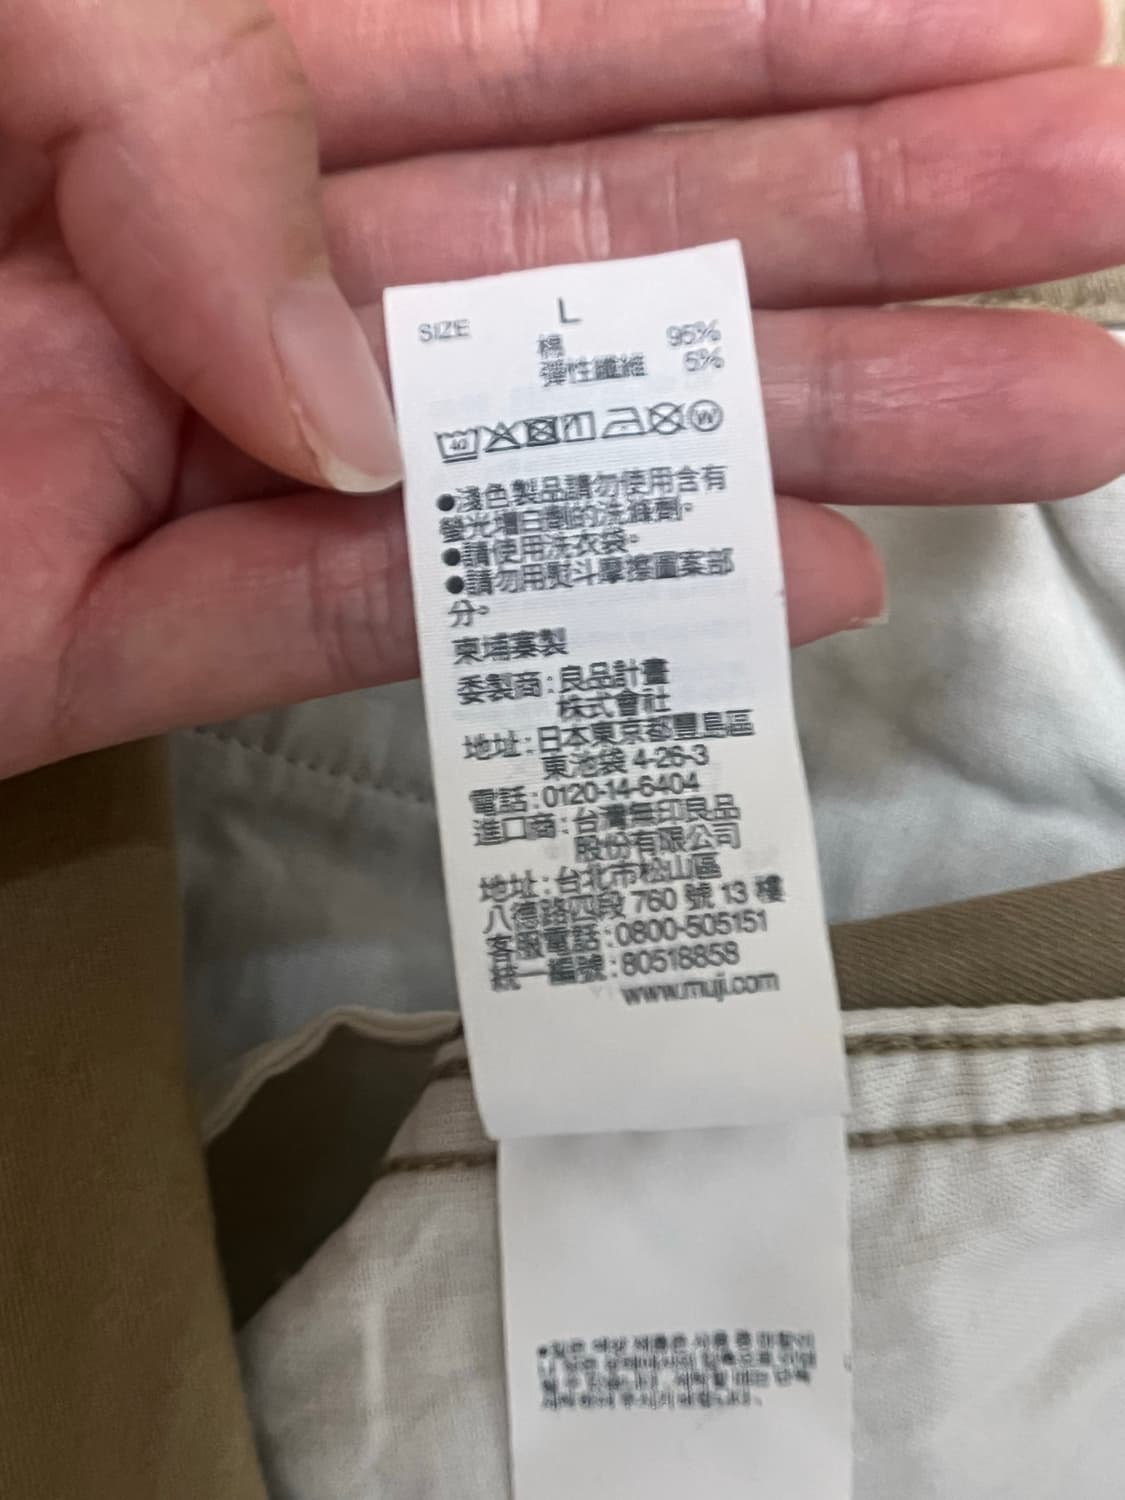 SIZE L
棉 95%
彈性纖維 5%
40 W
●淺色製品請勿使用含有
螢光增白劑的洗滌劑。
●請使用洗衣袋。
●請勿用熨斗摩擦圖案部
分。
柬埔寨製
委製商:良品計畫
株式會社
地址:日本東京都豐島區
東池袋 4-26-3
電話:0120-14-6404
進口商:台灣無印良品
股份有限公司
地址:台北市松山區
八德路四段 760 號 13 樓
客服電話:0800-505151
統一編號:80518858
www.muji.com